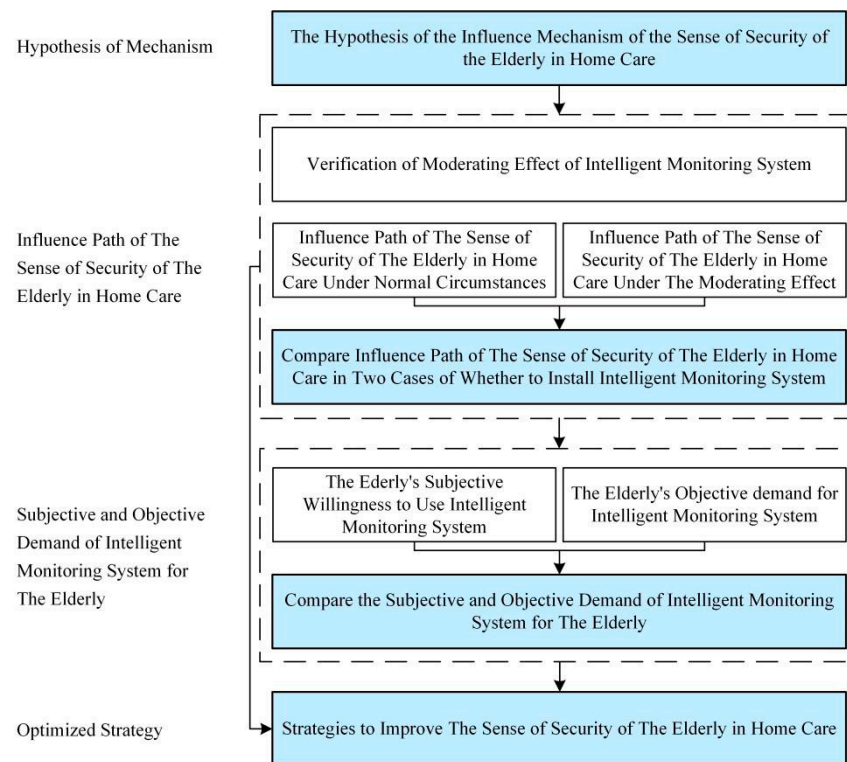 Hypothesis of Mechanism
The Hypothesis of the Influence Mechanism of the Sense of Security of
the Elderly in Home Care
Verification of Moderating Effect of Intelligent Monitoring System
Influence Path of The
Sense of Security of The
Elderly in Home Care
Influence Path of The Sense of
Security of The Elderly in Home
Care Under Normal Circumstances
Influence Path of The Sense of
Security of The Elderly in Home
Care Under The Moderating Effect
Compare Influence Path of The Sense of Security of The Elderly in Home
Care in Two Cases of Whether to Install Intelligent Monitoring System
Subjective and Objective
Demand of Intelligent
Monitoring System for
The Elderly
The Ederly's Subjective
Willingness to Use Intelligent
Monitoring System
The Elderly's Objective demand for
Intelligent Monitoring System
Compare the Subjective and Objective Demand of Intelligent Monitoring
System for The Elderly
Optimized Strategy
Strategies to Improve The Sense of Security of The Elderly in Home Care